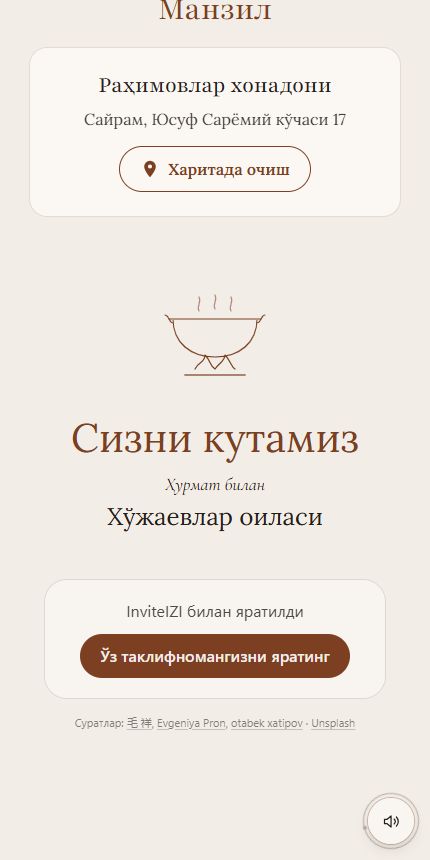 Манзил
Раҳимовлар хонадони
Сайрам, Юсуф Сарёмий кўчаси 17
Харитада очиш
Сизни кутамиз
Ҳурмат билан
Хўжаевлар оиласи
InviteIZI билан яратилди
Ўз таклифномангизни яратинг
Суратлар: 毛 祥, Evgeniya Pron, otabek xatipov · Unsplash